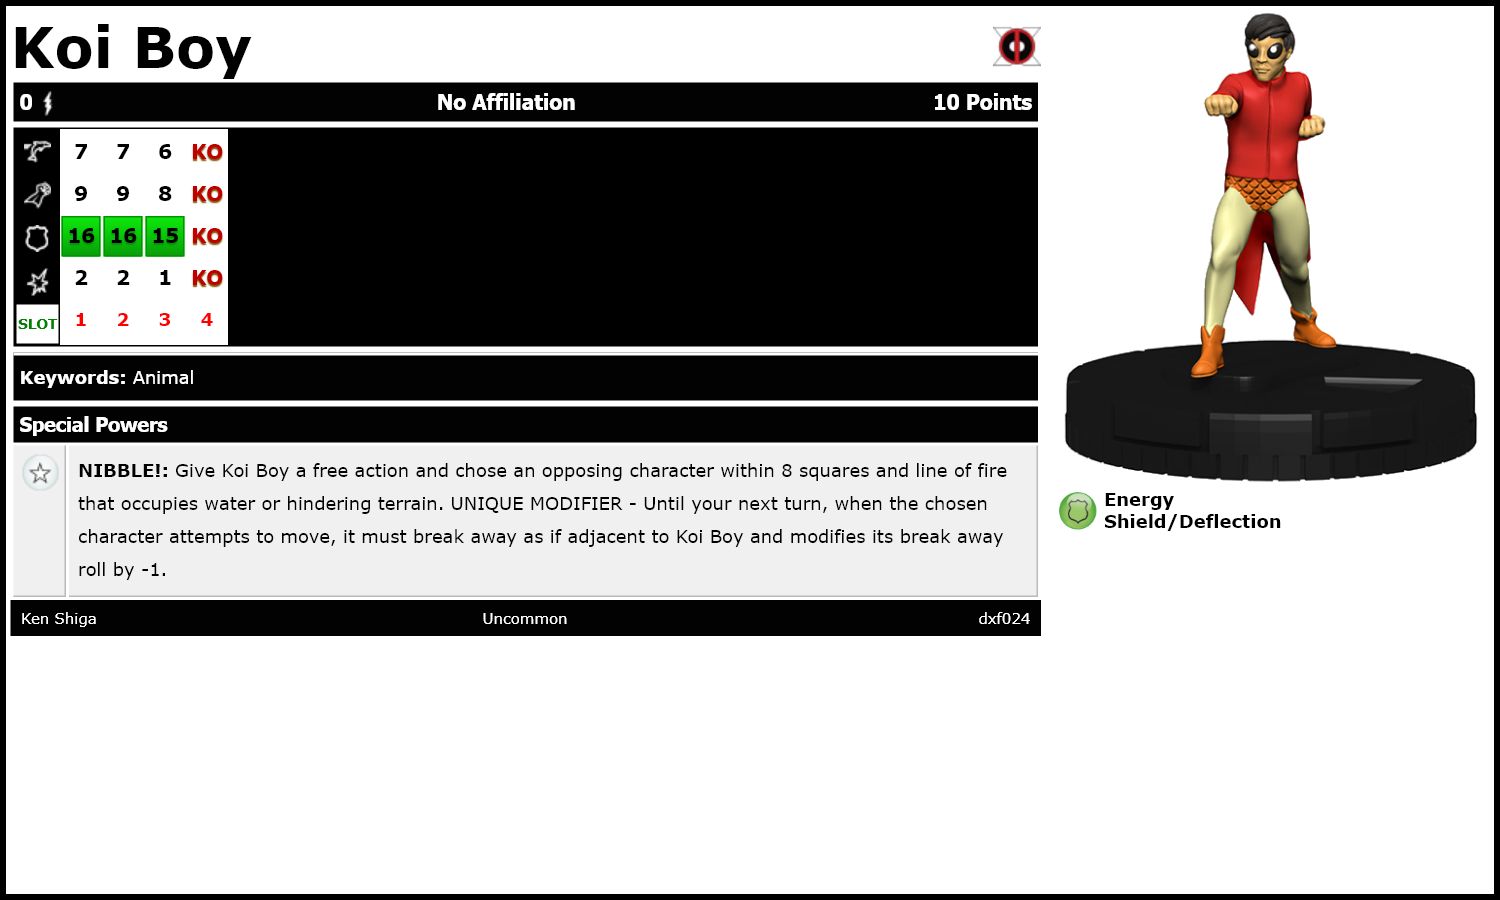 Koi Boy
0 No Affiliation 10 Points
7 7 6 KO
9 9 8 KO
16 16 15 KO
2 2 1 KO
SLOT 1 2 3 4
Keywords: Animal
Special Powers
NIBBLE!: Give Koi Boy a free action and chose an opposing character within 8 squares and line of fire
that occupies water or hindering terrain. UNIQUE MODIFIER - Until your next turn, when the chosen
character attempts to move, it must break away as if adjacent to Koi Boy and modifies its break away
roll by -1.
Ken Shiga Uncommon dxf024
Energy
Shield/Deflection